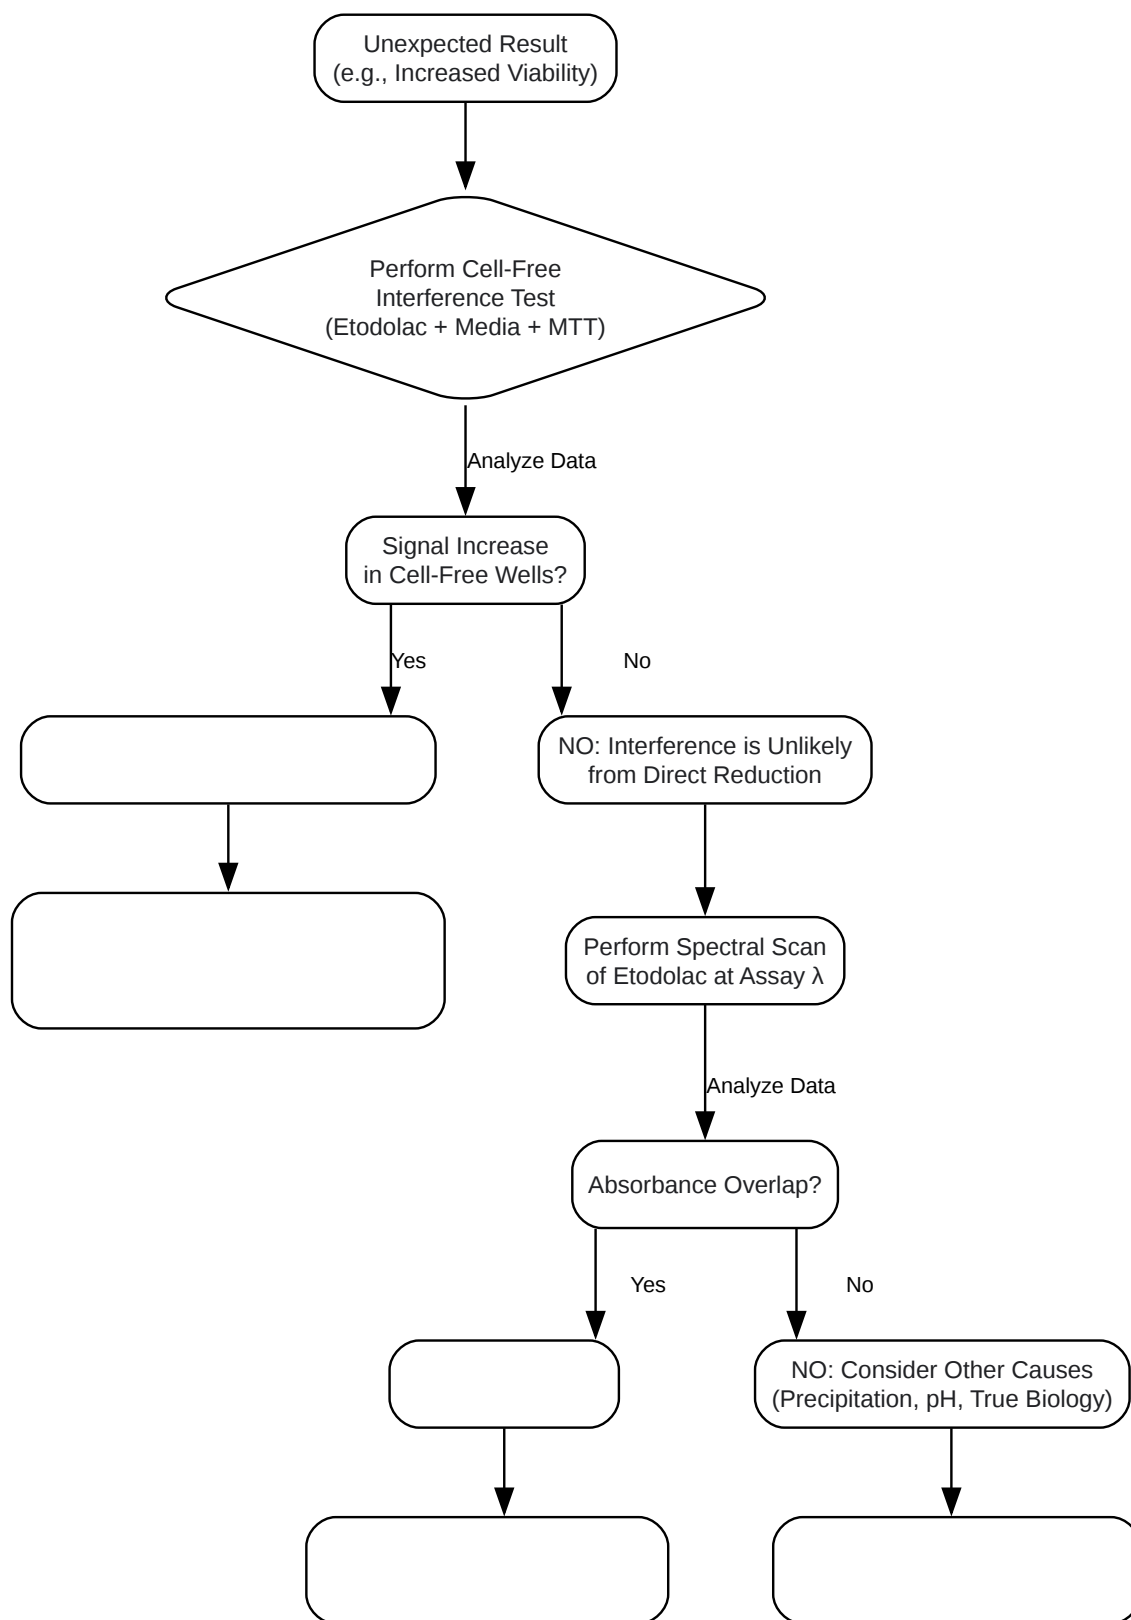 Unexpected Result
(e.g., Increased Viability)
Perform Cell-Free
Interference Test
(Etodolac + Media + MTT)
Analyze Data
Signal Increase
in Cell-Free Wells?
Yes
No
NO: Interference is Unlikely
from Direct Reduction
Perform Spectral Scan
of Etodolac at Assay λ
Analyze Data
Absorbance Overlap?
Yes
No
NO: Consider Other Causes
(Precipitation, pH, True Biology)